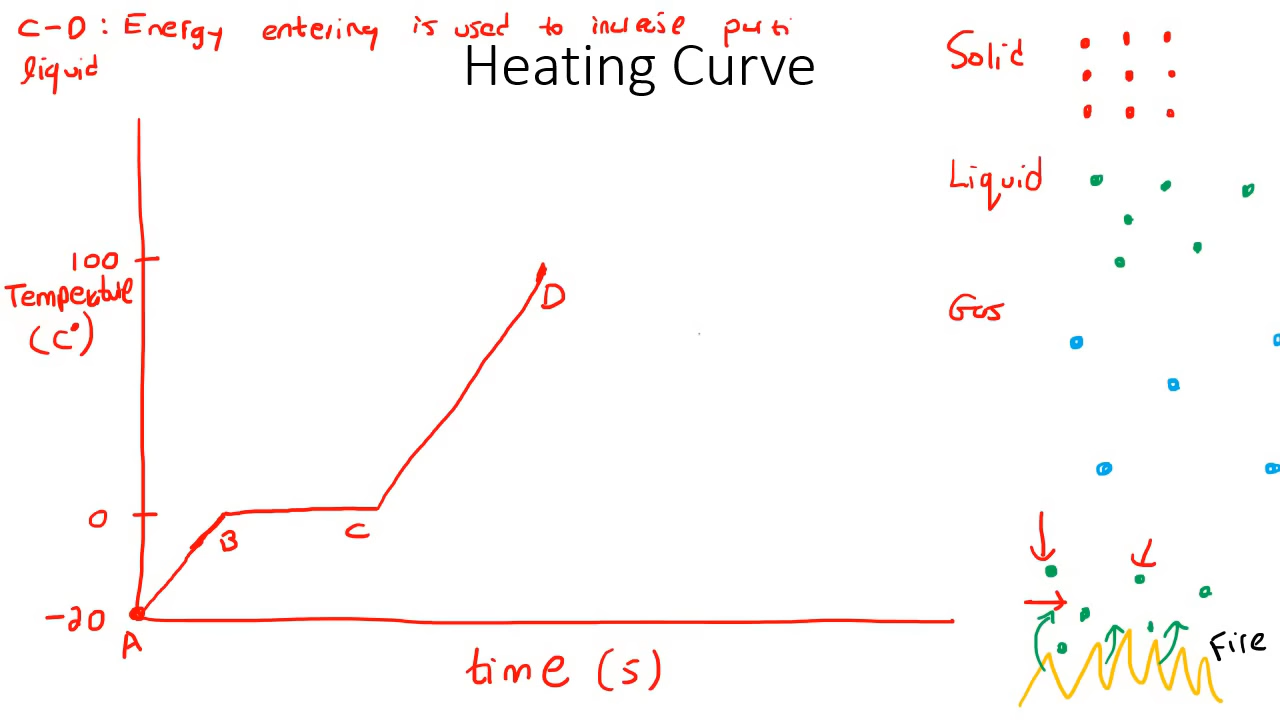 C-D: Energy entering is used to increase parti
liquid
Heating Curve
Solid
Liquid
Gas
100
Temperature
(C°)
0
-20
A
B
C
D
time (s)
Fire